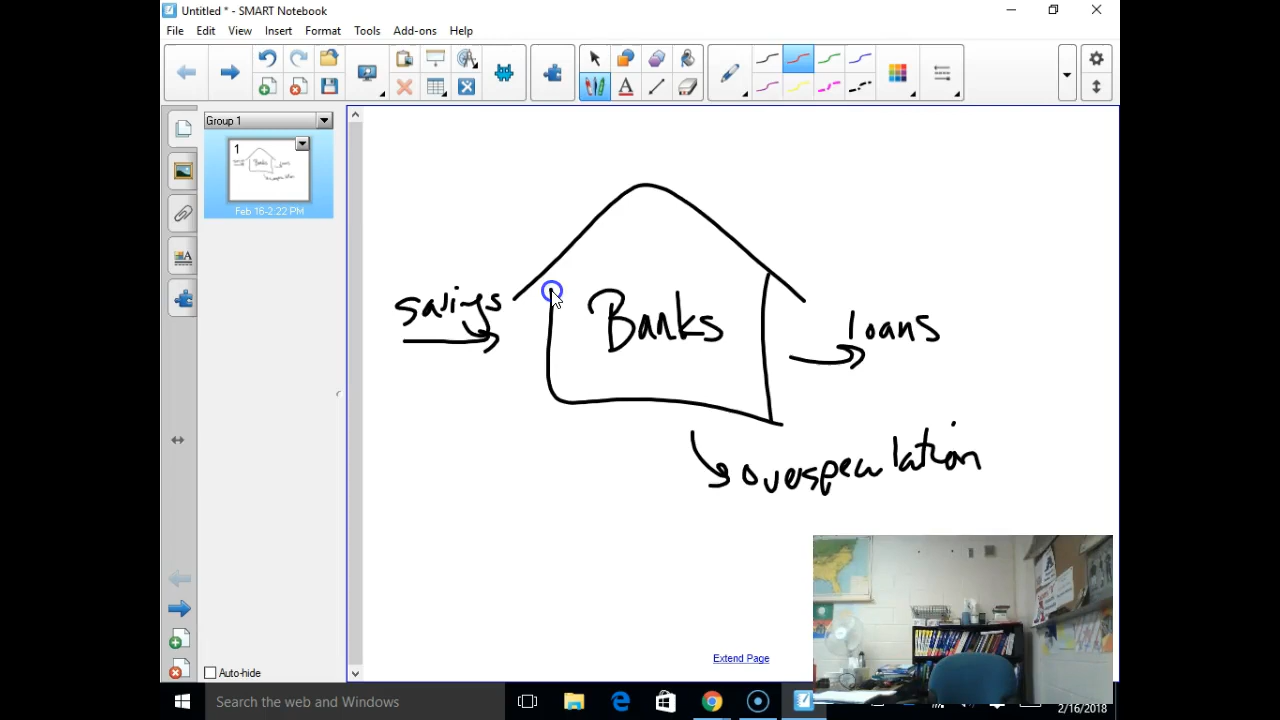 Untitled * - SMART Notebook
File Edit View Insert Format Tools Add-ons Help
Group 1
1
Feb 16-2:22 PM
savings
Banks
loans
overspeculation
Extend Page
Auto-hide
Search the web and Windows
2/16/2018